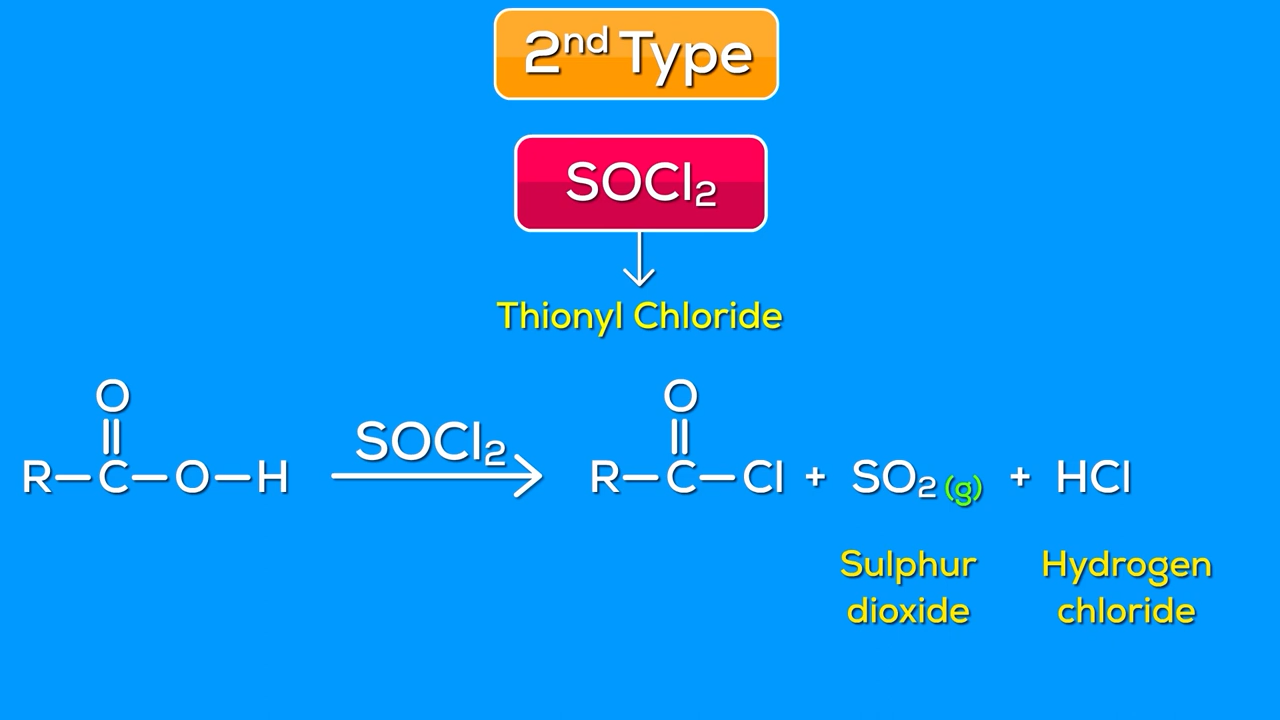 2nd Type
SOCl₂
Thionyl Chloride
O
||
R—C—O—H
SOCl₂
O
||
R—C—Cl + SO₂ (g) + HCl
Sulphur dioxide
Hydrogen chloride